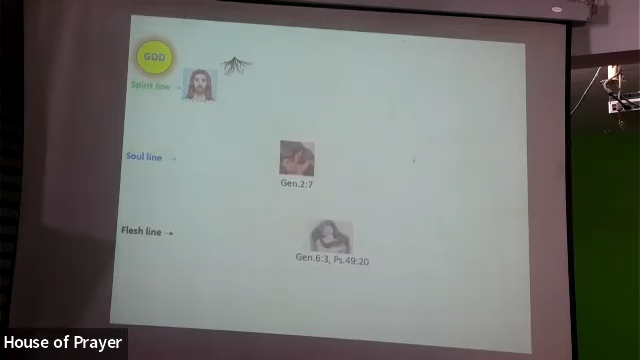 GOD
Spirit line →
Soul line →
Gen.2:7
Flesh line →
Gen.6:3, Ps.49:20
House of Prayer